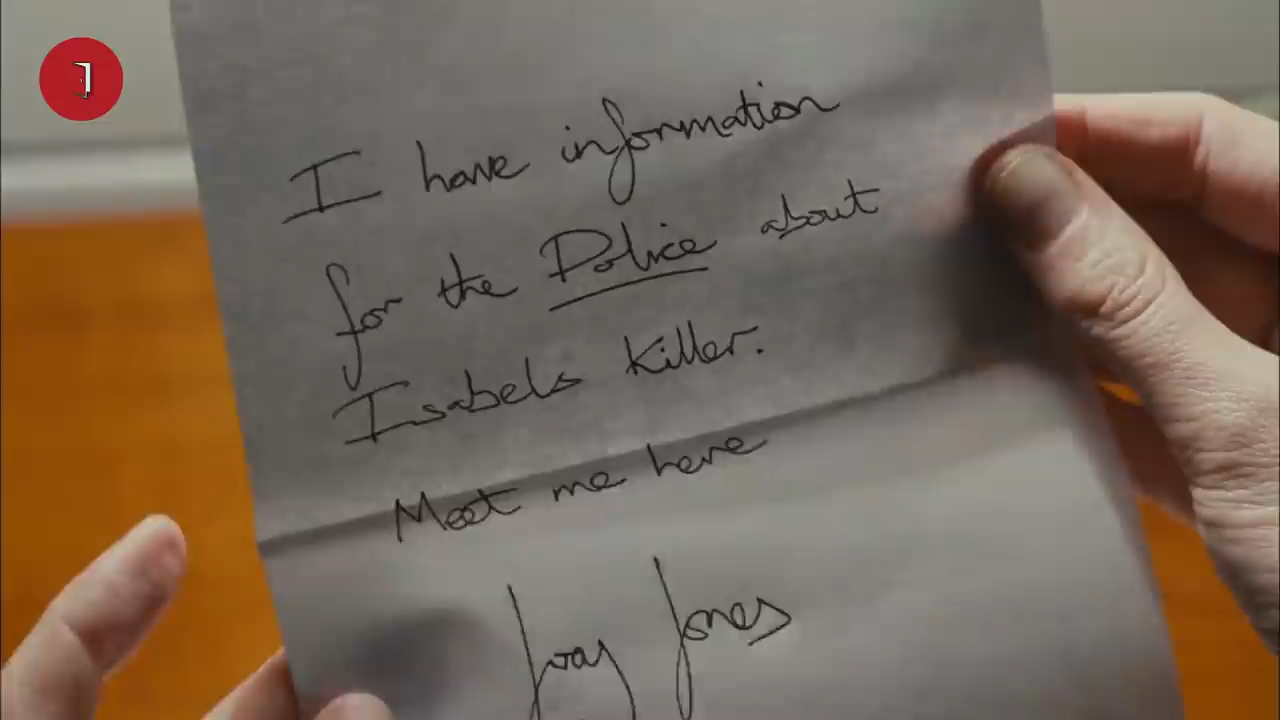 I have information
for the Police about
Isabels Killer.
Meet me here
Jones